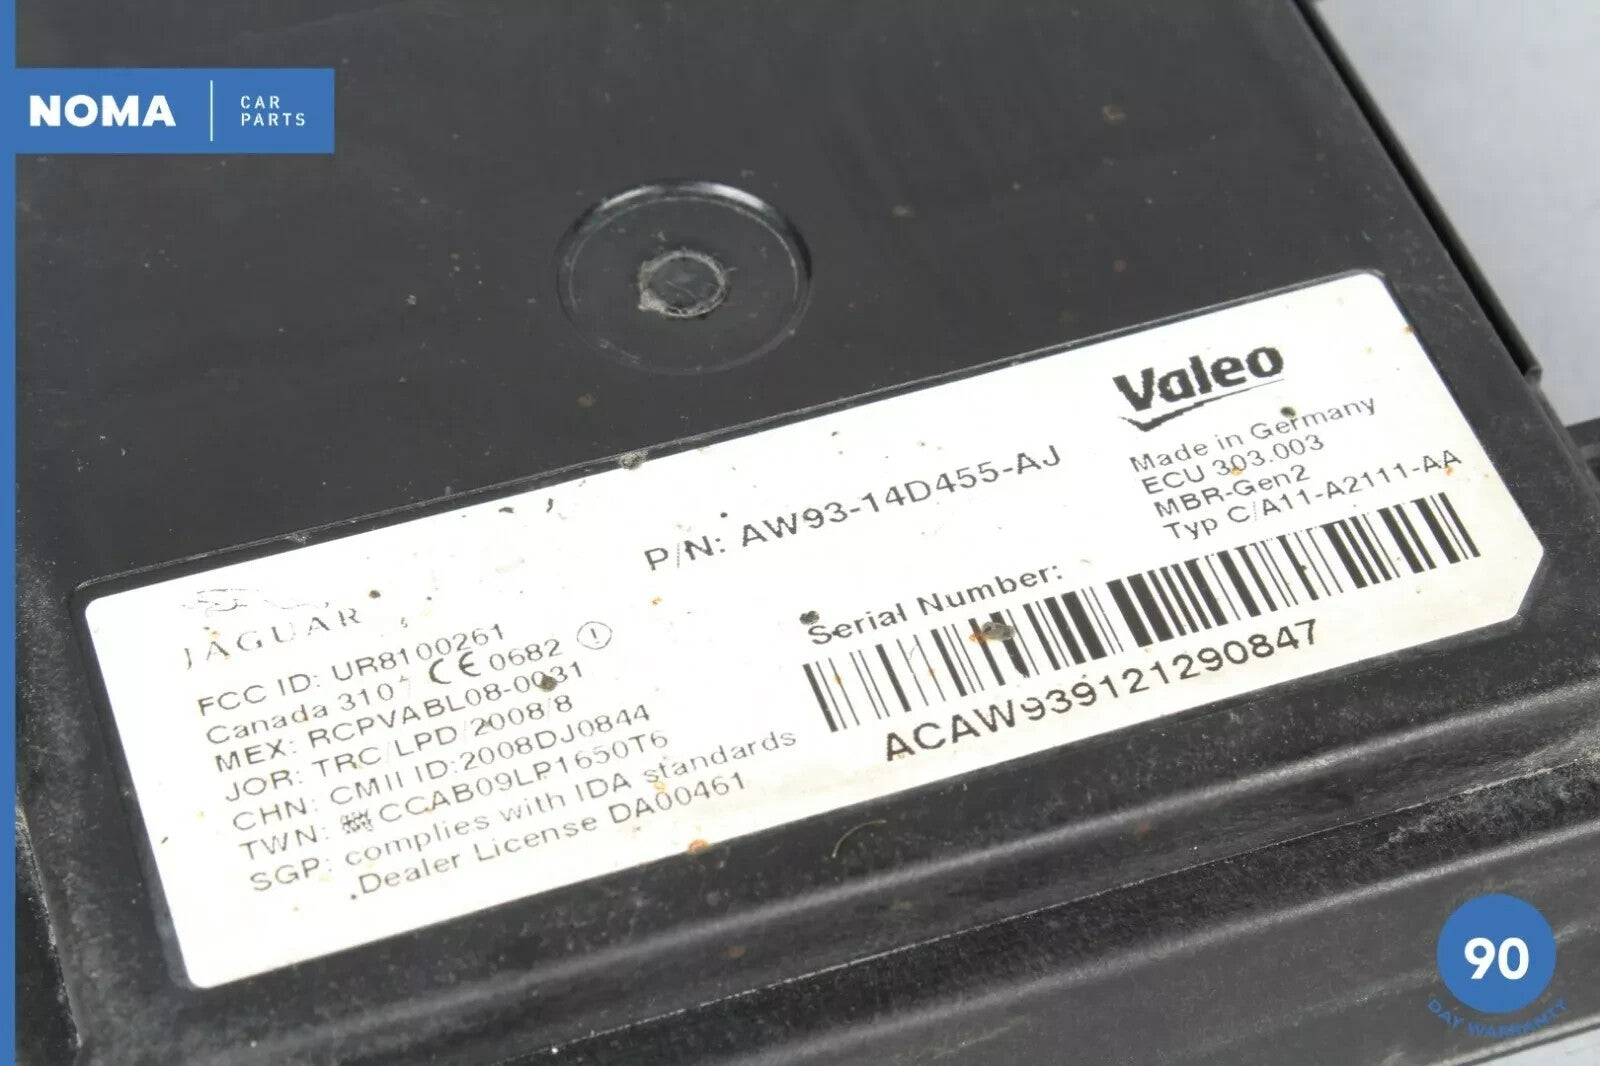 NOMA
CAR
PARTS
Valeo
Made in Germany
ECU 303.003
MBR-Gen2
Typ C/A11-A2111-AA
P/N: AW93-14D455-AJ
Serial Number:
ACAW939121290847
JAGUAR
FCC ID: UR8100261
Canada 310 CE 0682
MEX: RCPVABL08-0031
JOR: TRC/LPD/2008/8
CHN: CMII ID:2008DJ0844
TWN: CCAB09LP1650T6
SGP: complies with IDA standards
Dealer License DA00461
90
DAY WARRANTY